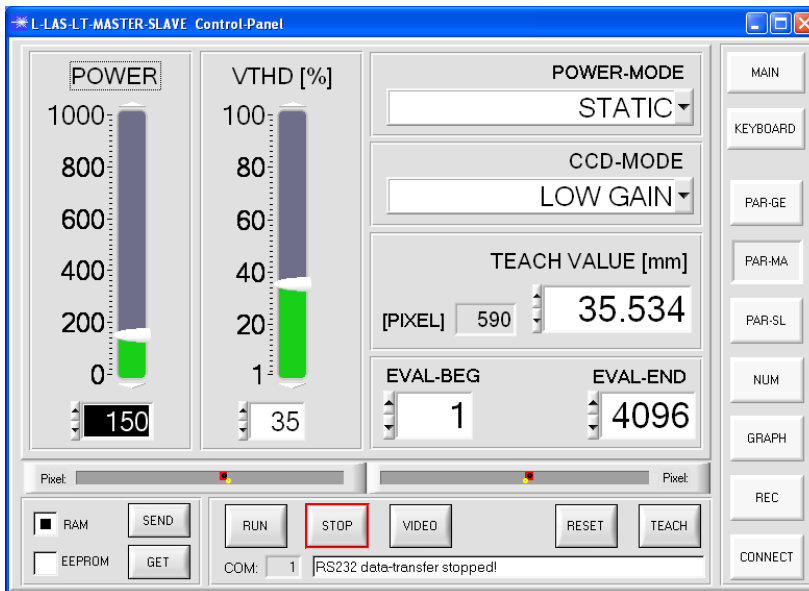 L-LAS-LT-MASTER-SLAVE Control-Panel
POWER
1000
800
600
400
200
0
150
VTHD [%]
100
80
60
40
20
1
35
POWER-MODE
STATIC
CCD-MODE
LOW GAIN
TEACH VALUE [mm]
[PIXEL] 590 35.534
EVAL-BEG EVAL-END
1 4096
MAIN
KEYBOARD
PAR-GE
PAR-MA
PAR-SL
NUM
GRAPH
REC
CONNECT
Pixel: Pixel:
RAM SEND
EEPROM GET
RUN STOP VIDEO RESET TEACH
COM: 1 RS232 data-transfer stopped!